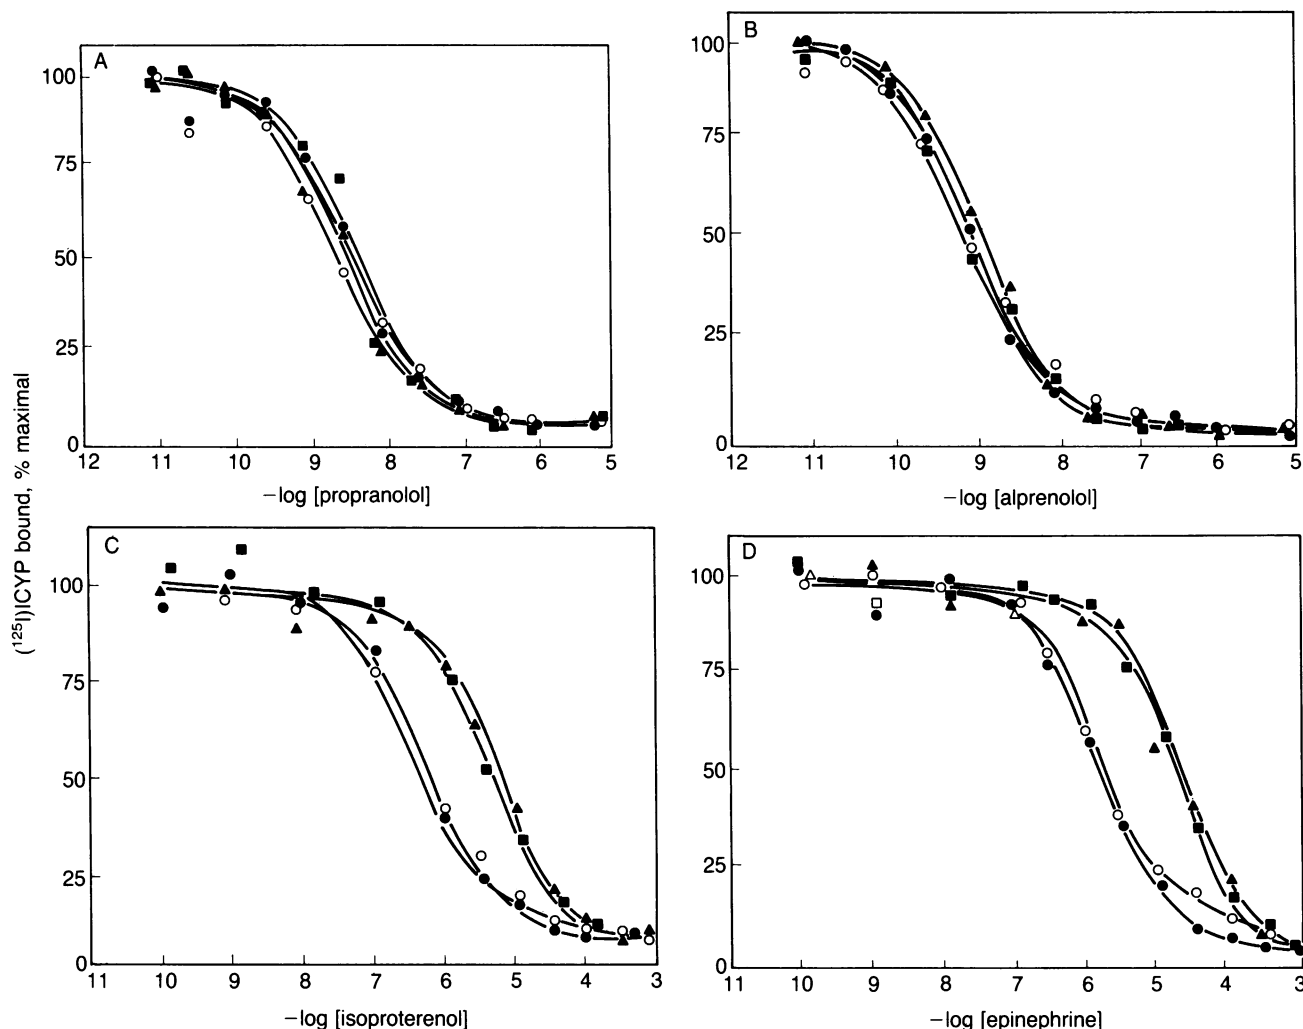 A
100
75
50
25
0
12 11 10 9 8 7 6 5
−log [propranolol]
B
100
75
50
25
0
12 11 10 9 8 7 6 5
−log [alprenolol]
(¹²⁵I)ICYP bound, % maximal
C
100
75
50
25
0
11 10 9 8 7 6 5 4 3
−log [isoproterenol]
D
100
75
50
25
0
11 10 9 8 7 6 5 4 3
−log [epinephrine]